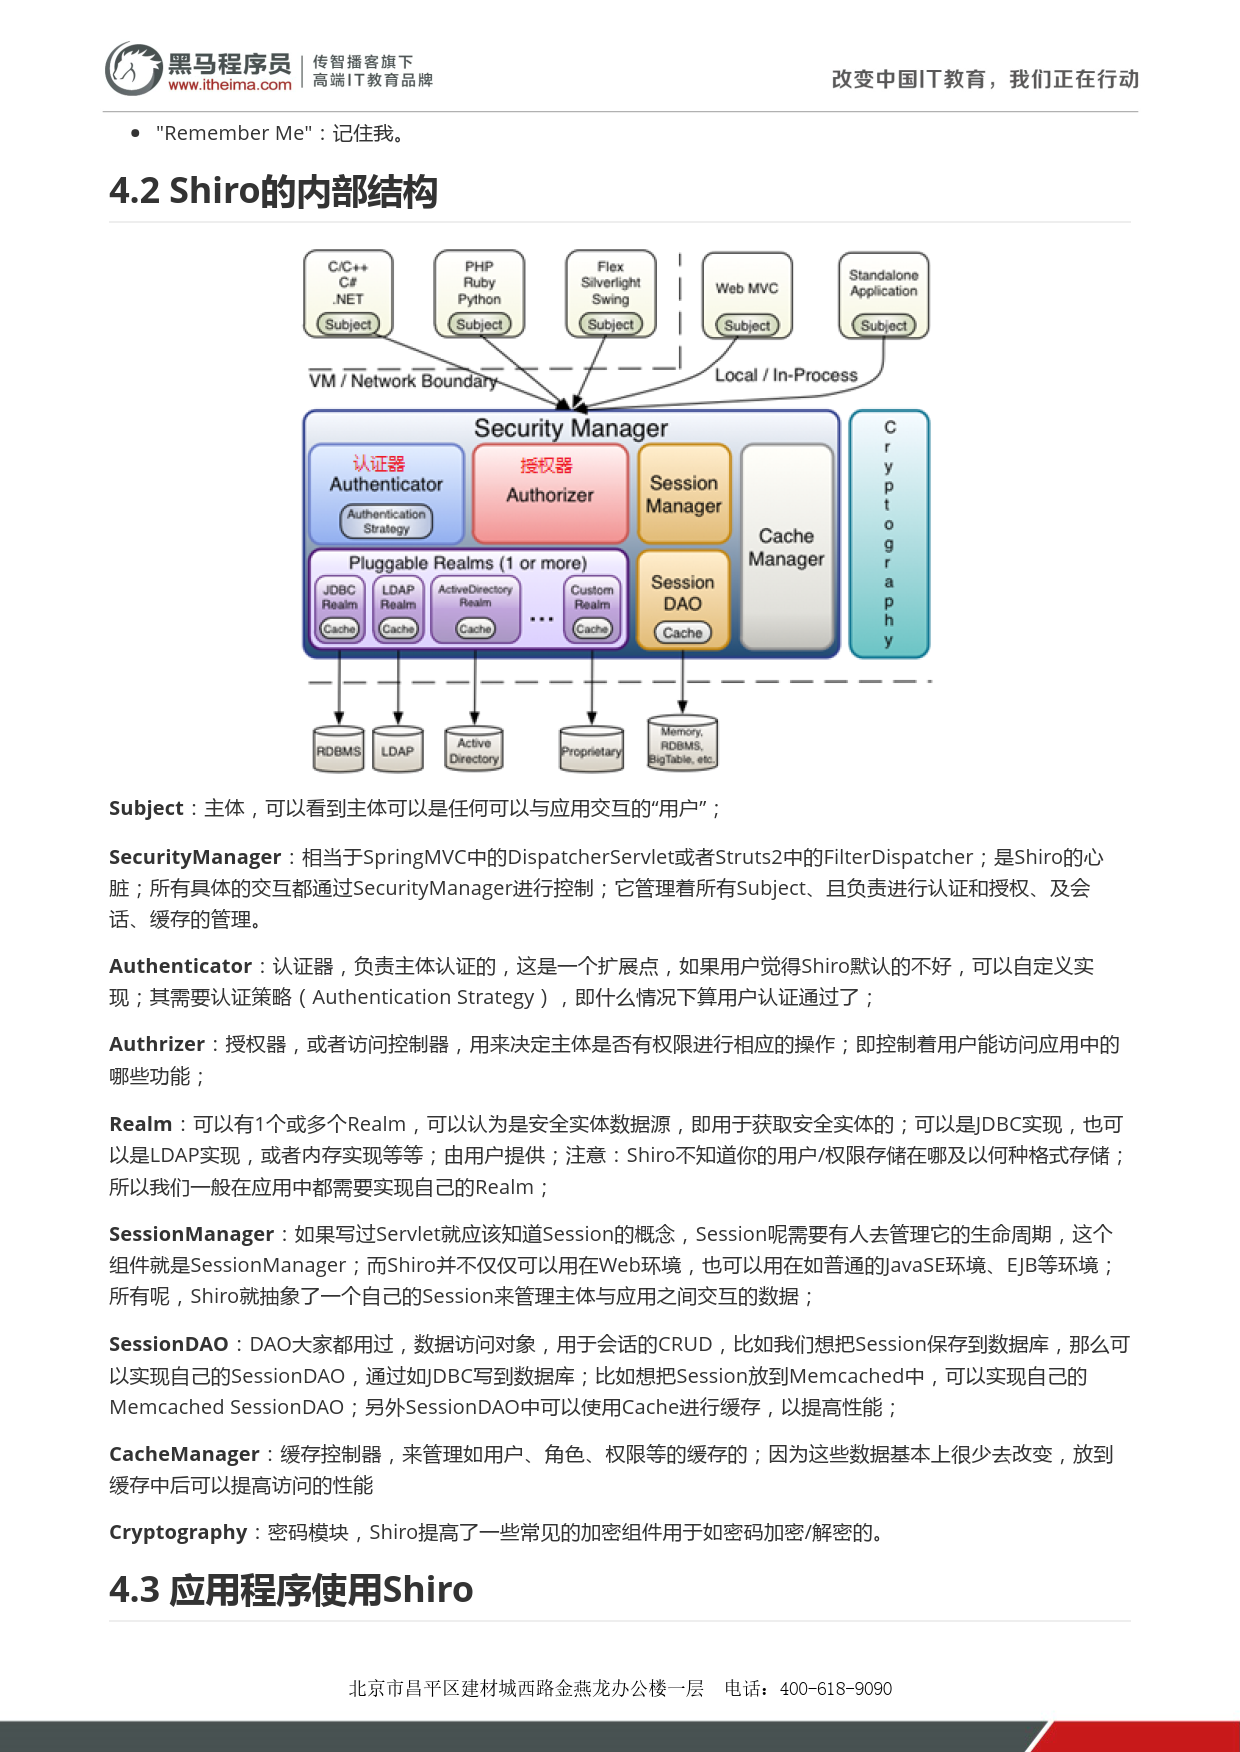 黑马程序员
www.itheima.com
传智播客旗下
高端IT教育品牌
改变中国IT教育，我们正在行动
• "Remember Me"：记住我。
4.2 Shiro的内部结构
C/C++
C#
.NET
Subject
PHP
Ruby
Python
Subject
Flex
Silverlight
Swing
Subject
Web MVC
Subject
Standalone
Application
Subject
VM / Network Boundary
Local / In-Process
Security Manager
认证器
Authenticator
Authentication
Strategy
授权器
Authorizer
Session
Manager
Cache
Manager
Cryptography
Pluggable Realms (1 or more)
JDBC
Realm
Cache
LDAP
Realm
Cache
ActiveDirectory
Realm
Cache
...
Custom
Realm
Cache
Session
DAO
Cache
RDBMS
LDAP
Active
Directory
Proprietary
Memory,
RDBMS,
BigTable, etc.
Subject：主体，可以看到主体可以是任何可以与应用交互的“用户”；
SecurityManager：相当于SpringMVC中的DispatcherServlet或者Struts2中的FilterDispatcher；是Shiro的心
脏；所有具体的交互都通过SecurityManager进行控制；它管理着所有Subject、且负责进行认证和授权、及会
话、缓存的管理。
Authenticator：认证器，负责主体认证的，这是一个扩展点，如果用户觉得Shiro默认的不好，可以自定义实
现；其需要认证策略（Authentication Strategy），即什么情况下算用户认证通过了；
Authrizer：授权器，或者访问控制器，用来决定主体是否有权限进行相应的操作；即控制着用户能访问应用中的
哪些功能；
Realm：可以有1个或多个Realm，可以认为是安全实体数据源，即用于获取安全实体的；可以是JDBC实现，也可
以是LDAP实现，或者内存实现等等；由用户提供；注意：Shiro不知道你的用户/权限存储在哪及以何种格式存储；
所以我们一般在应用中都需要实现自己的Realm；
SessionManager：如果写过Servlet就应该知道Session的概念，Session呢需要有人去管理它的生命周期，这个
组件就是SessionManager；而Shiro并不仅仅可以用在Web环境，也可以用在如普通的JavaSE环境、EJB等环境；
所有呢，Shiro就抽象了一个自己的Session来管理主体与应用之间交互的数据；
SessionDAO：DAO大家都用过，数据访问对象，用于会话的CRUD，比如我们想把Session保存到数据库，那么可
以实现自己的SessionDAO，通过如JDBC写到数据库；比如想把Session放到Memcached中，可以实现自己的
Memcached SessionDAO；另外SessionDAO中可以使用Cache进行缓存，以提高性能；
CacheManager：缓存控制器，来管理如用户、角色、权限等的缓存的；因为这些数据基本上很少去改变，放到
缓存中后可以提高访问的性能
Cryptography：密码模块，Shiro提高了一些常见的加密组件用于如密码加密/解密的。
4.3 应用程序使用Shiro
北京市昌平区建材城西路金燕龙办公楼一层 电话：400-618-9090